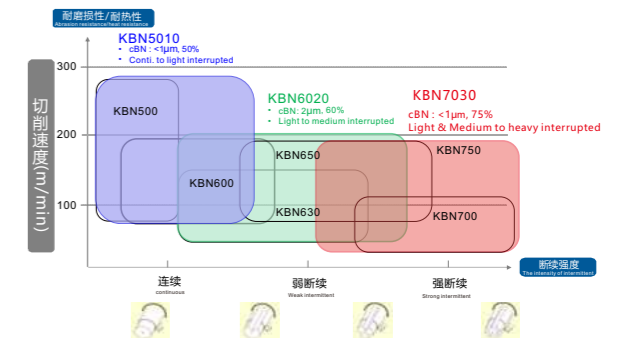 耐磨损性/耐热性
Abrasion resistance/heat resistance
KBN5010
• cBN : <1μm, 50%
• Conti. to light interrupted
KBN6020
• cBN: 2μm, 60%
• Light to medium interrupted
KBN7030
cBN : <1μm, 75%
Light & Medium to heavy interrupted
切削速度(m/min)
300
200
100
KBN500
KBN600
KBN650
KBN630
KBN750
KBN700
断续强度
The intensity of intermittent
连续
continuous
弱断续
Weak intermittent
强断续
Strong intermittent